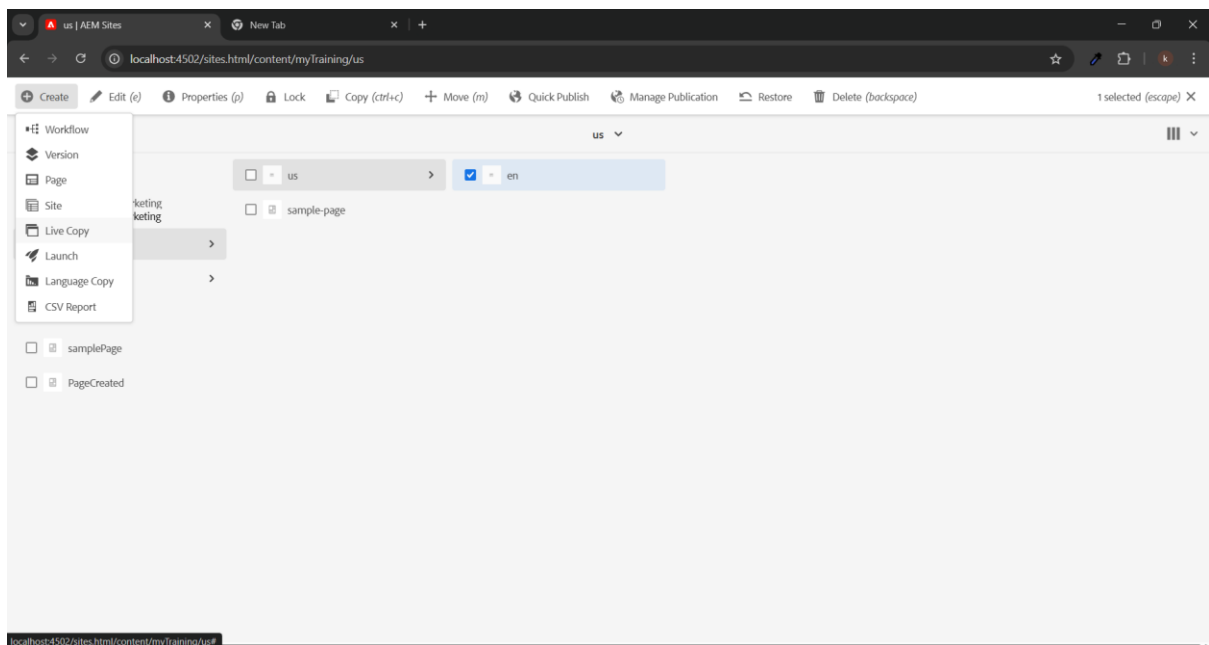 us | AEM Sites
New Tab
localhost:4502/sites.html/content/myTraining/us
k
Create
Edit (e)
Properties (p)
Lock
Copy (ctrl+c)
Move (m)
Quick Publish
Manage Publication
Restore
Delete (backspace)
1 selected (escape)
us
Workflow
Version
Page
Site
Live Copy
Launch
Language Copy
CSV Report
keting
keting
samplePage
PageCreated
us
sample-page
en
localhost:4502/sites.html/content/myTraining/us#